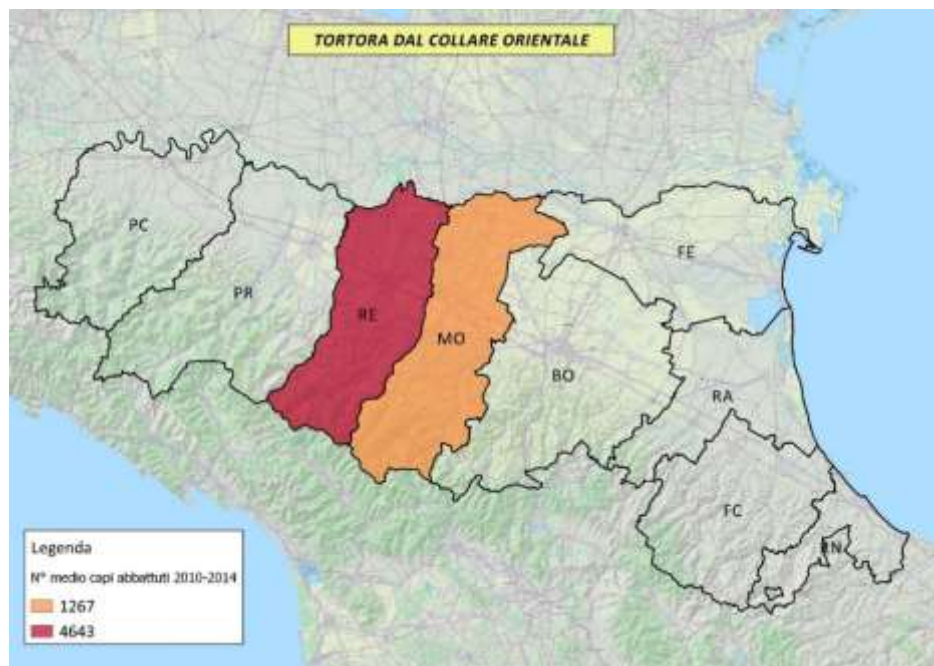 TORTORA DAL COLLARE ORIENTALE
PC
PR
RE
MO
FE
BO
RA
FC
RN
Legenda
N° medio capi abbattuti 2010-2014
1267
4643